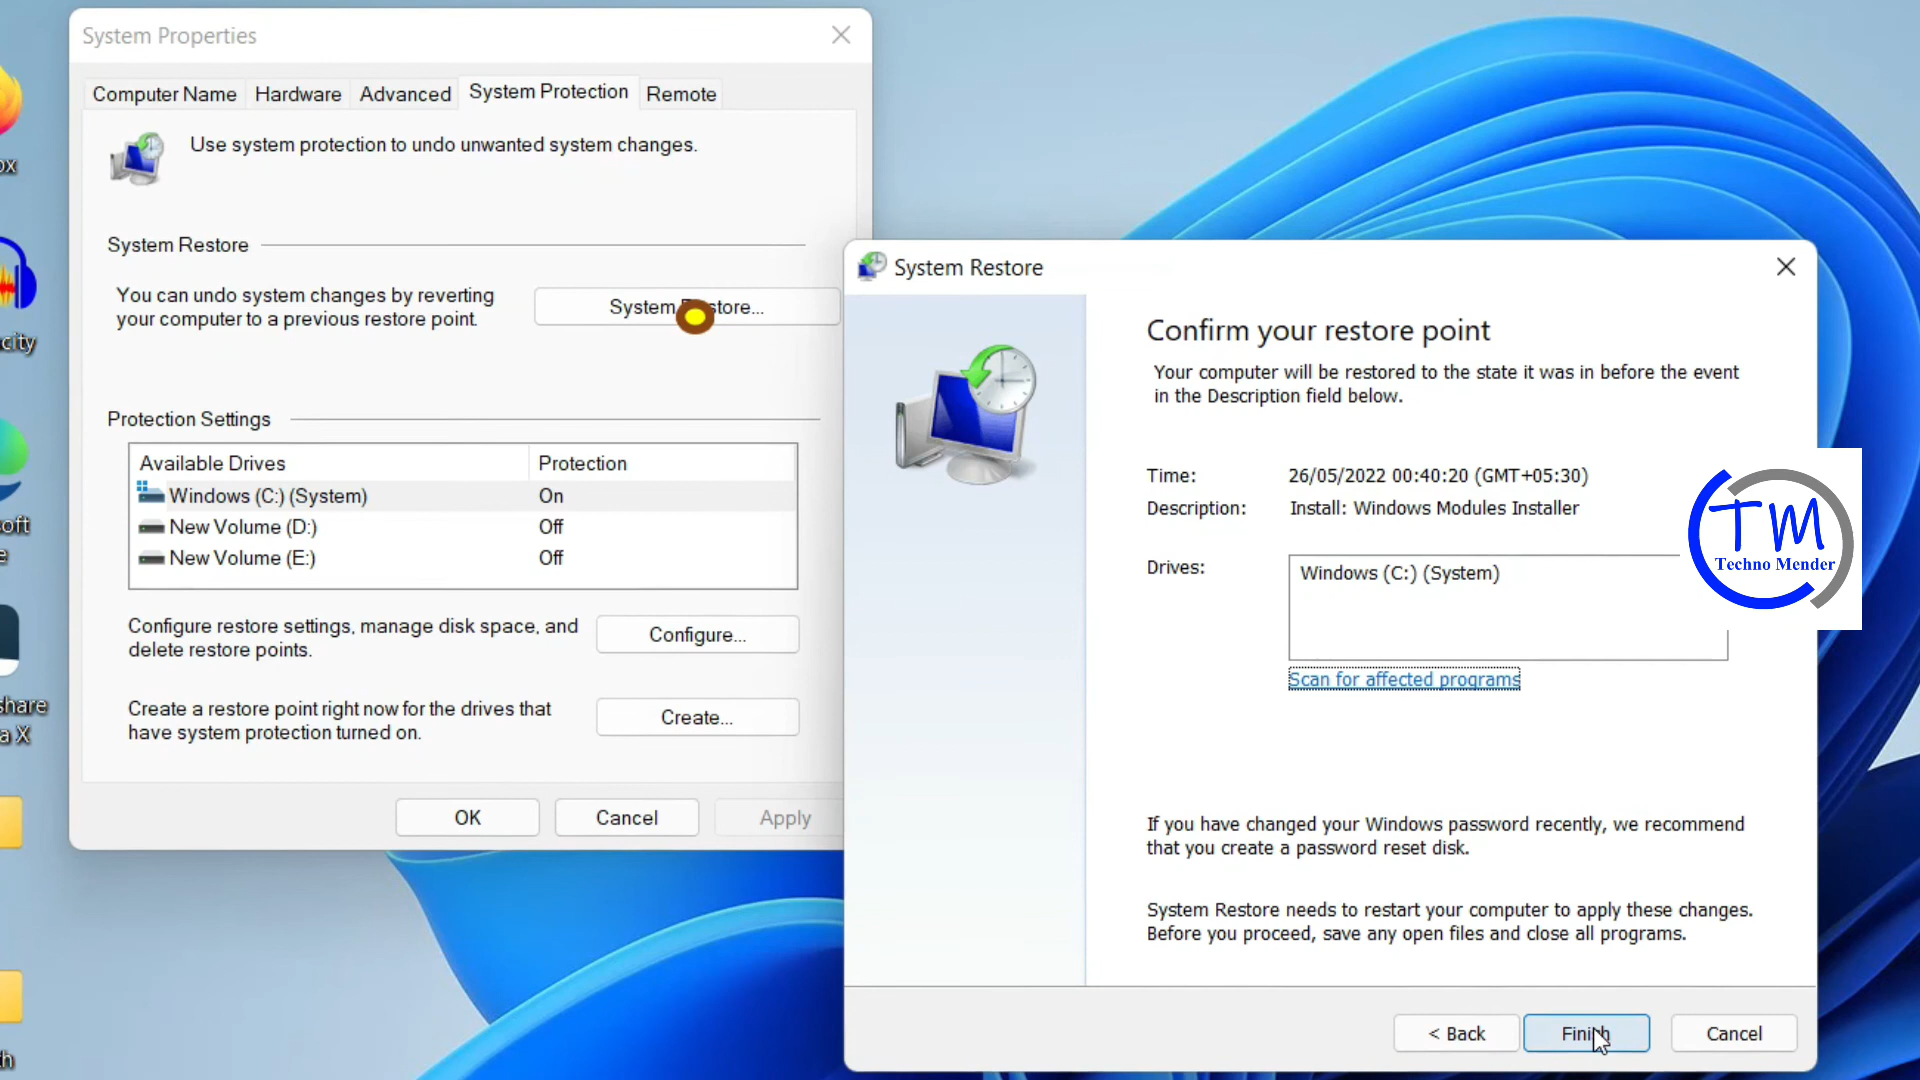 System Properties
Computer Name Hardware Advanced System Protection Remote
Use system protection to undo unwanted system changes.
System Restore
You can undo system changes by reverting
your computer to a previous restore point.
System Restore...
Protection Settings
Available Drives Protection
Windows (C:) (System) On
New Volume (D:) Off
New Volume (E:) Off
Configure restore settings, manage disk space, and
delete restore points.
Configure...
Create a restore point right now for the drives that
have system protection turned on.
Create...
OK Cancel Apply
System Restore
Confirm your restore point
Your computer will be restored to the state it was in before the event
in the Description field below.
Time: 26/05/2022 00:40:20 (GMT+05:30)
Description: Install: Windows Modules Installer
Drives: Windows (C:) (System)
Scan for affected programs
If you have changed your Windows password recently, we recommend
that you create a password reset disk.
System Restore needs to restart your computer to apply these changes.
Before you proceed, save any open files and close all programs.
< Back Finish Cancel
TM
Techno Mender
ox
city
soft
e
share
a X
th